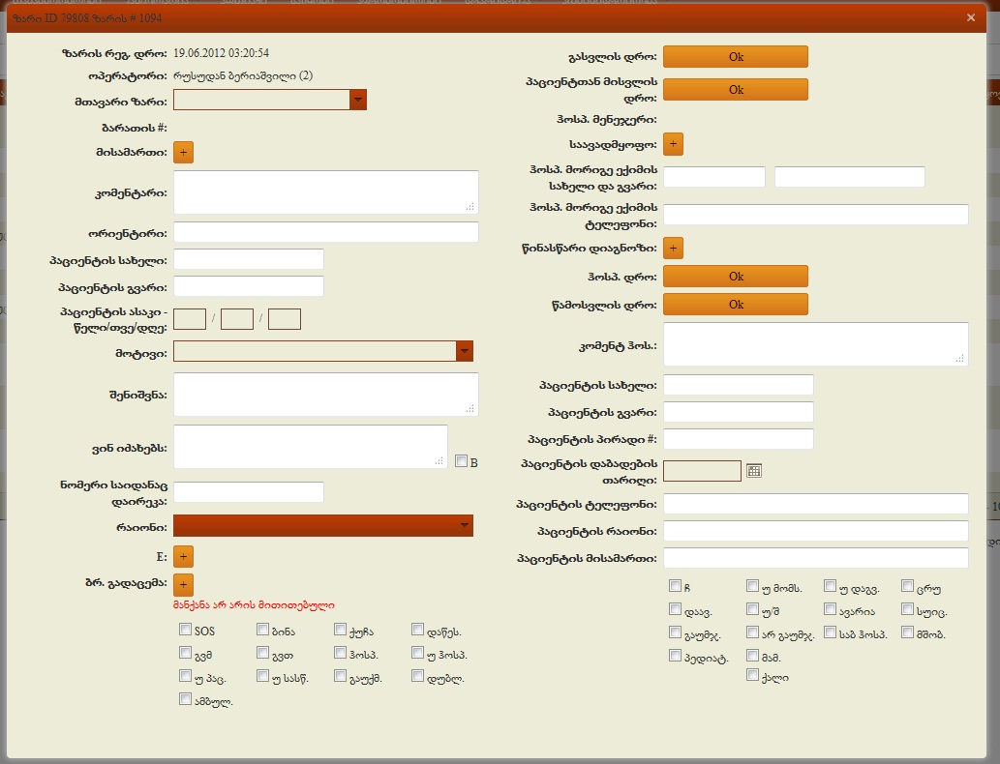 ზარი ID 79808 ზარის # 1094
ზარის რეგ. დრო: 19.06.2012 03:20:54
ოპერატორი: რუსუდან ბერიაშვილი (2)
მთავარი ზარი:
ბარათის #:
მისამართი: +
კომენტარი:
ორიენტირი:
პაციენტის სახელი:
პაციენტის გვარი:
პაციენტის ასაკი -
წელი/თვე/დღე: / /
მოტივი:
შენიშვნა:
ვინ იძახებს: B
ნომერი საიდანაც
დაირეკა:
რაიონი:
E: +
ბრ. გადაცემა: +
მანქანა არ არის მითითებული
SOS ბინა ქუჩა დაწეს.
გვმ გვთ ჰოსპ. უ ჰოსპ.
უ პაც. უ სასწ. გაუქმ. დუბლ.
ამბულ.
გასვლის დრო: Ok
პაციენტთან მისვლის
დრო: Ok
ჰოსპ. მენეჯერი:
საავადმყოფო: +
ჰოსპ. მორიგე ექიმის
სახელი და გვარი:
ჰოსპ. მორიგე ექიმის
ტელეფონი:
წინასწარი დიაგნოზი: +
ჰოსპ. დრო: Ok
წამოსვლის დრო: Ok
კომენტ ჰოს.:
პაციენტის სახელი:
პაციენტის გვარი:
პაციენტის პირადი #:
პაციენტის დაბადების
თარიღი:
პაციენტის ტელეფონი:
პაციენტის რაიონი:
პაციენტის მისამართი:
ჩ უ მომს. უ დაგვ. ცრუ
დაავ. უ/შ ავარია სუიც.
გაუმჯ. არ გაუმჯ. საბ ჰოსპ. მშობ.
პედიატ. მამ.
ქალი